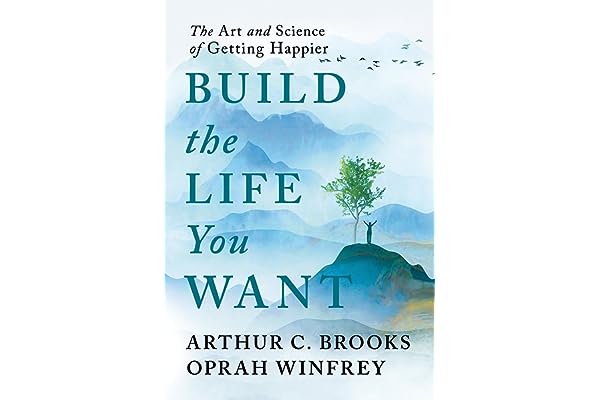 The Art and Science
of Getting Happier
BUILD
the
LIFE
You
WANT
ARTHUR C. BROOKS
OPRAH WINFREY